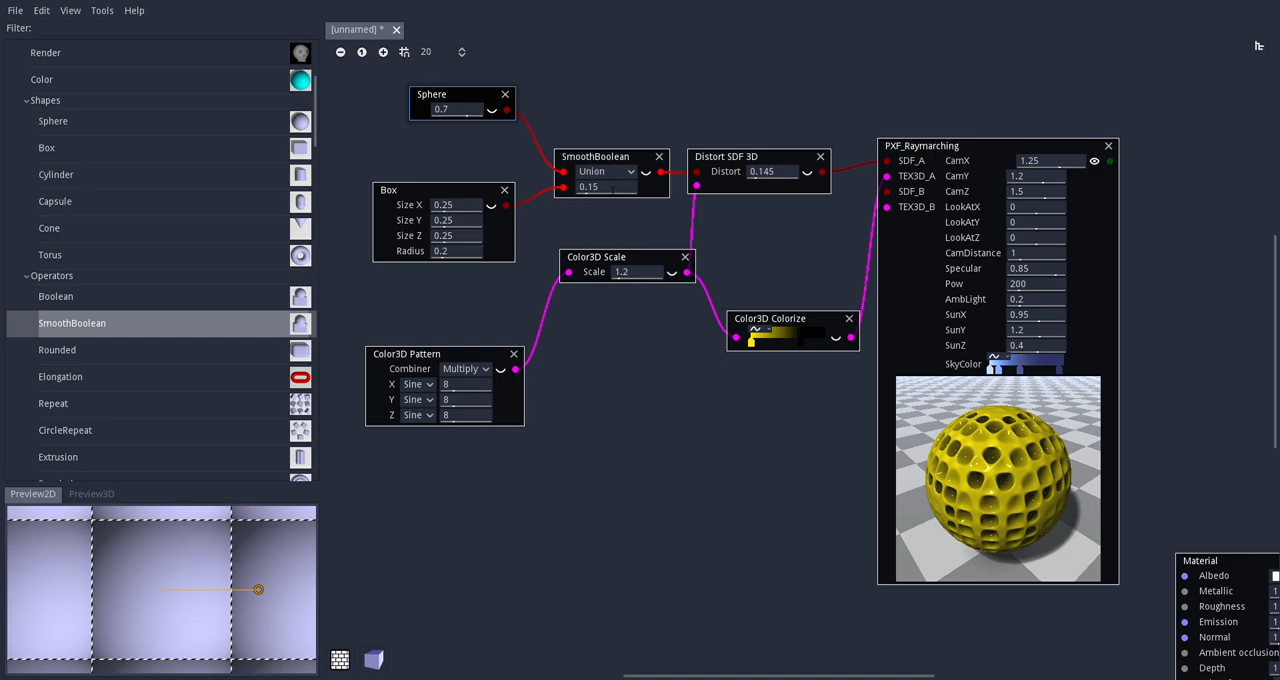 File Edit View Tools Help
Filter:
Render
Color
Shapes
Sphere
Box
Cylinder
Capsule
Cone
Torus
Operators
Boolean
SmoothBoolean
Rounded
Elongation
Repeat
CircleRepeat
Extrusion
Preview2D Preview3D
[unnamed] *
20
Sphere
0.7
Box
Size X 0.25
Size Y 0.25
Size Z 0.25
Radius 0.2
SmoothBoolean
Union
0.15
Distort SDF 3D
Distort 0.145
Color3D Scale
Scale 1.2
Color3D Colorize
Color3D Pattern
Combiner Multiply
X Sine 8
Y Sine 8
Z Sine 8
PXF_Raymarching
SDF_A CamX 1.25
TEX3D_A CamY 1.2
SDF_B CamZ 1.5
TEX3D_B LookAtX 0
LookAtY 0
LookAtZ 0
CamDistance 1
Specular 0.85
Pow 200
AmbLight 0.2
SunX 0.95
SunY 1.2
SunZ 0.4
SkyColor
Material
Albedo
Metallic 1
Roughness 1
Emission
Normal
Ambient occlusion
Depth